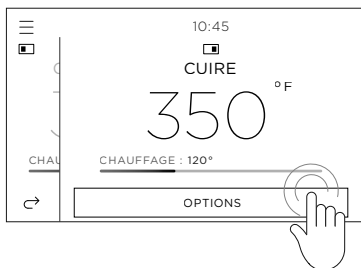 10:45
CUIRE
350 °F
CHAU
CHAUFFAGE : 120°
OPTIONS